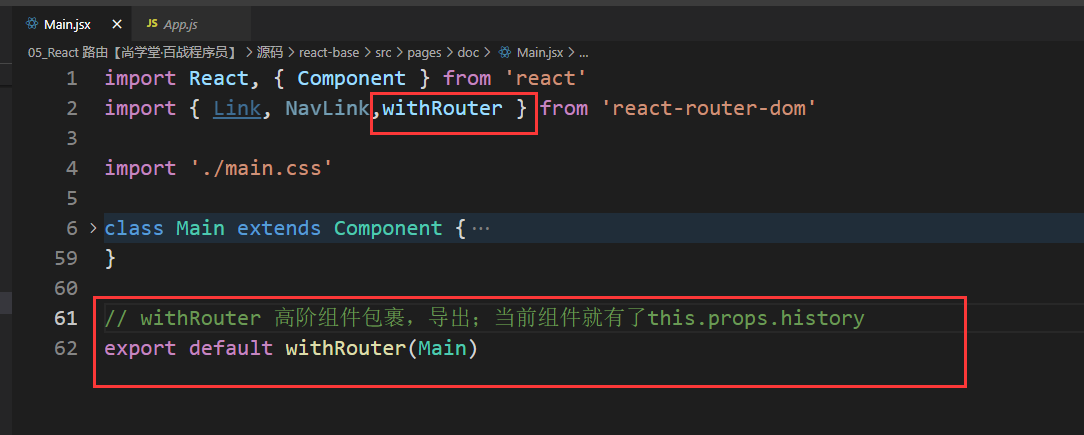 Main.jsx × JS App.js
05_React 路由【尚学堂·百战程序员】 > 源码 > react-base > src > pages > doc > Main.jsx > ...
1 import React, { Component } from 'react'
2 import { Link, NavLink,withRouter } from 'react-router-dom'
3
4 import './main.css'
5
6 > class Main extends Component {···
59 }
60
61 // withRouter 高阶组件包裹，导出；当前组件就有了this.props.history
62 export default withRouter(Main)